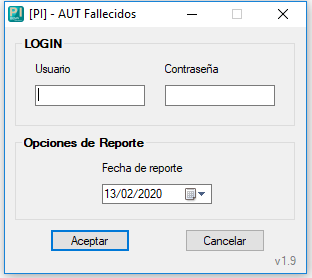 [PI] - AUT Fallecidos
LOGIN
Usuario
Contraseña
Opciones de Reporte
Fecha de reporte
13/02/2020
Aceptar
Cancelar
v1.9